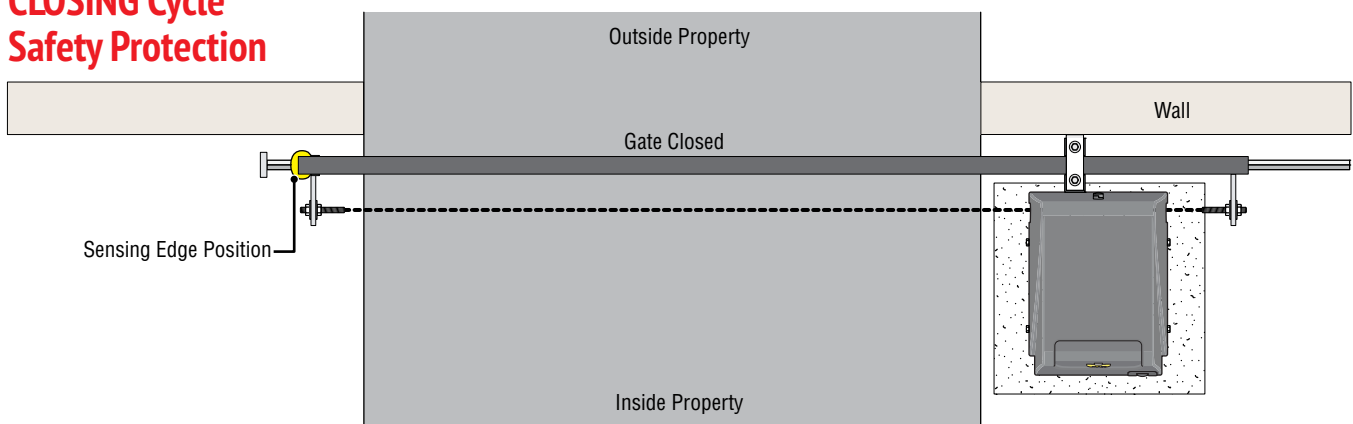 CLOSING Cycle
Safety Protection
Outside Property
Wall
Gate Closed
Sensing Edge Position
Inside Property